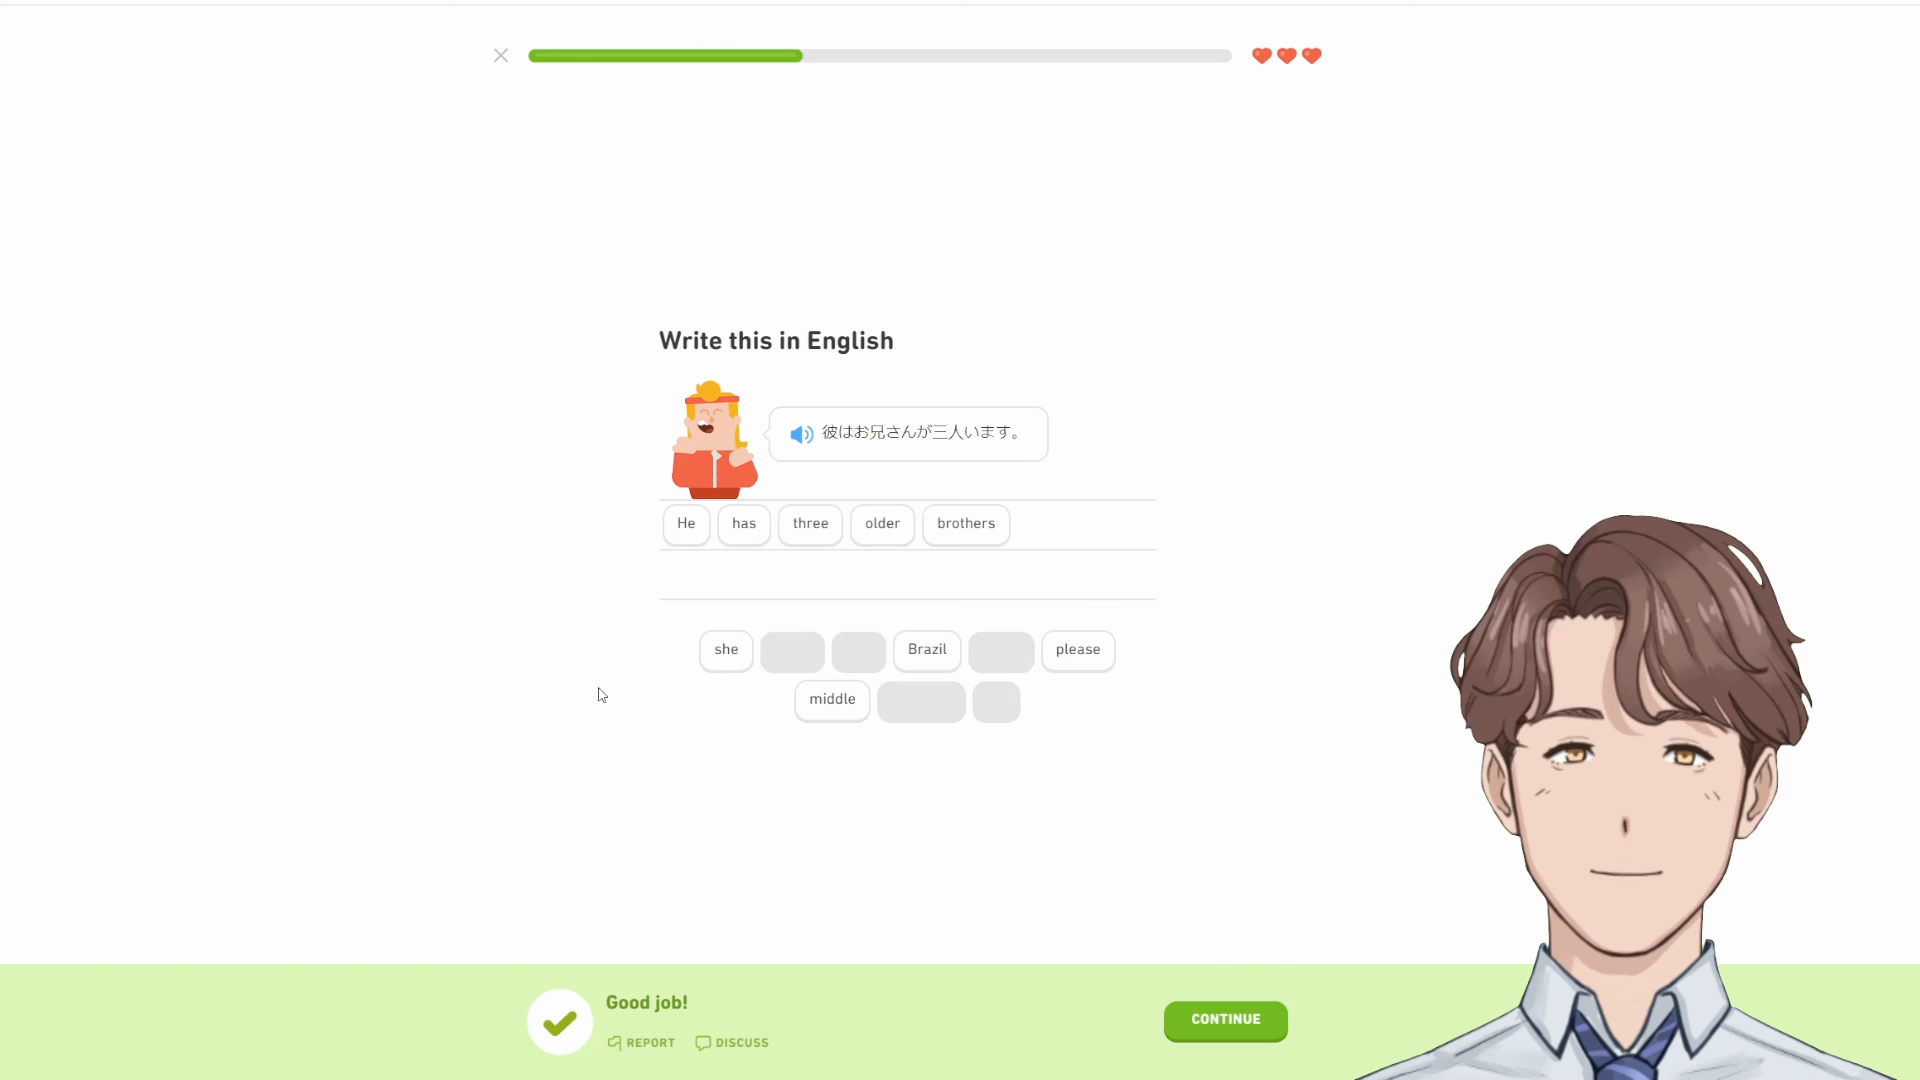 Write this in English
彼はお兄さんが三人います。
He has three older brothers
she Brazil please
middle
Good job!
REPORT DISCUSS
CONTINUE